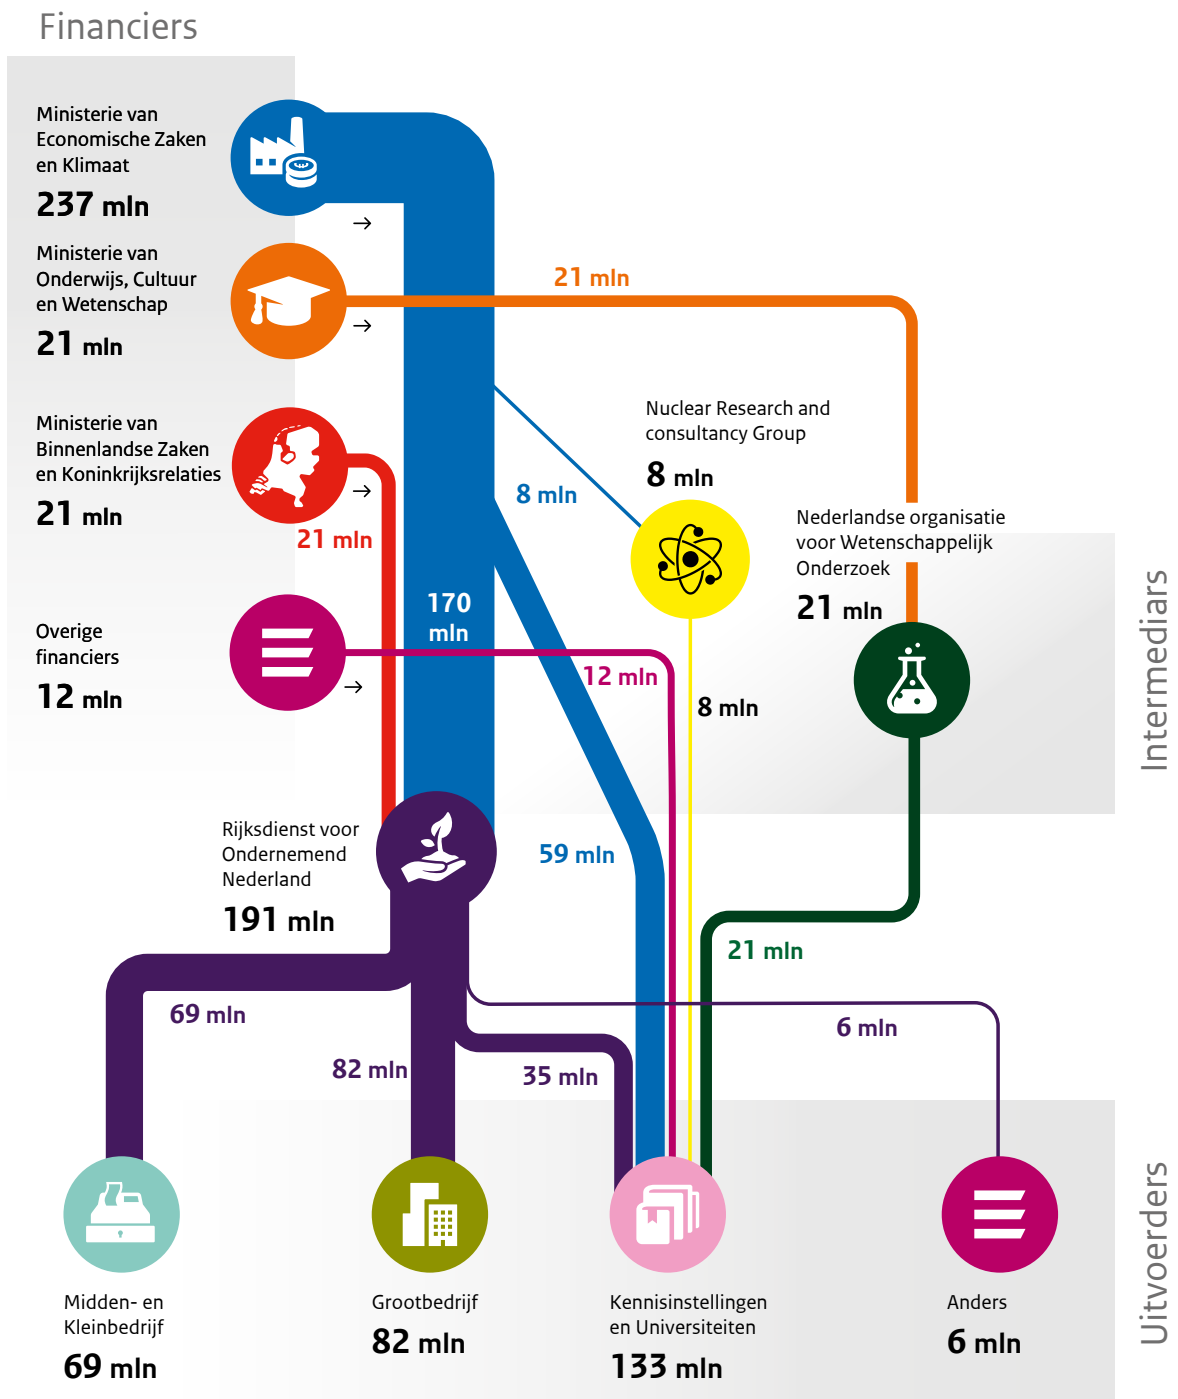 Financiers
Ministerie van
Economische Zaken
en Klimaat
237 mln
Ministerie van
Onderwijs, Cultuur
en Wetenschap
21 mln
21 mln
Ministerie van
Binnenlandse Zaken
en Koninkrijksrelaties
21 mln
21 mln
Nuclear Research and
consultancy Group
8 mln
8 mln
Nederlandse organisatie
voor Wetenschappelijk
Onderzoek
21 mln
Intermediars
170
mln
Overige
financiers
12 mln
12 mln
8 mln
Rijksdienst voor
Ondernemend
Nederland
191 mln
59 mln
21 mln
69 mln
6 mln
82 mln
35 mln
Uitvoerders
Midden- en
Kleinbedrijf
69 mln
Grootbedrijf
82 mln
Kennisinstellingen
en Universiteiten
133 mln
Anders
6 mln